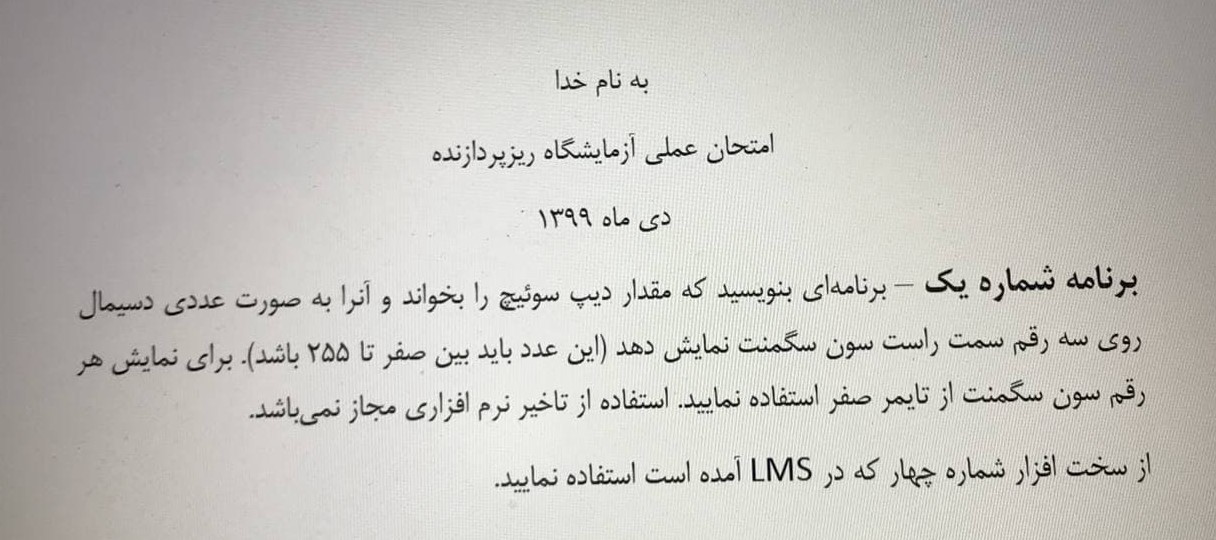 به نام خدا
امتحان عملی آزمایشگاه ریزپردازنده
دی ماه ۱۳۹۹
برنامه شماره یک – برنامه‌ای بنویسید که مقدار دیپ سوئیچ را بخواند و آنرا به صورت عددی دسیمال
روی سه رقم سمت راست سون سگمنت نمایش دهد (این عدد باید بین صفر تا ۲۵۵ باشد). برای نمایش هر
رقم سون سگمنت از تایمر صفر استفاده نمایید. استفاده از تاخیر نرم افزاری مجاز نمی‌باشد.
از سخت افزار شماره چهار که در LMS آمده است استفاده نمایید.